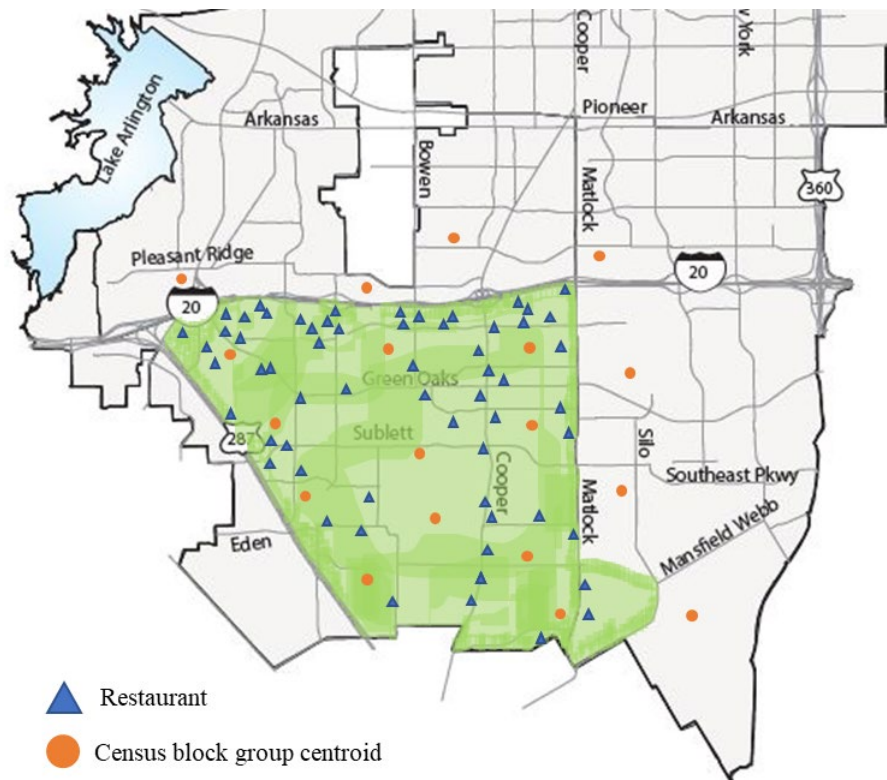 Cooper
w York
Lake Arlington
Arkansas
Pioneer
Arkansas
Bowen
Matlock
360
Pleasant Ridge
20
20
Green Oaks
287
Sublett
Cooper
Silo
Southeast Pkwy
Matlock
Mansfield Webb
Eden
Restaurant
Census block group centroid